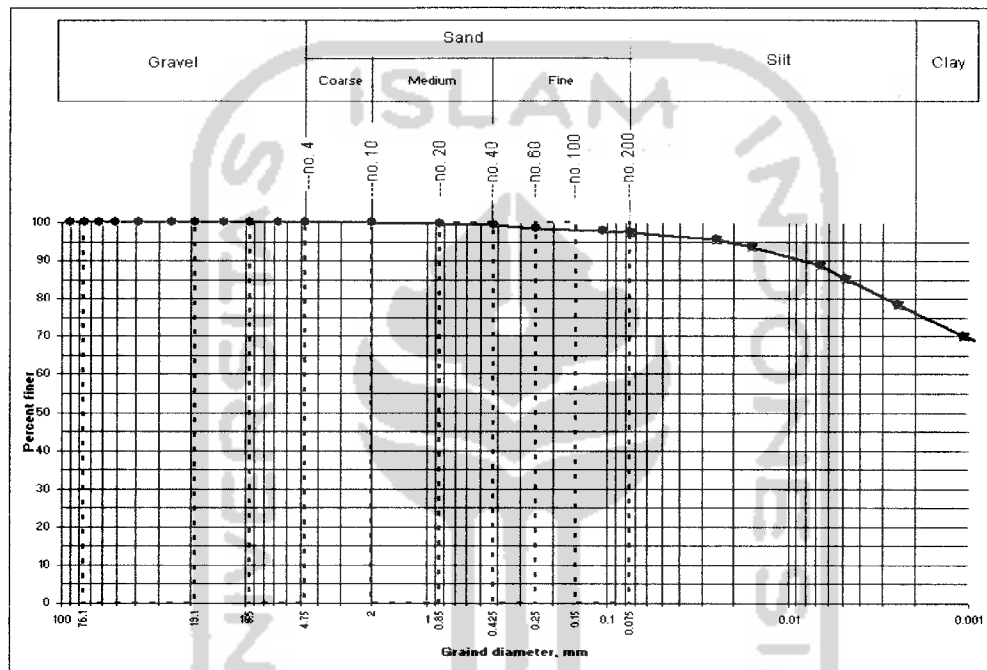 Sand
Gravel
Silt
Clay
Coarse
Medium
Fine
ISLAM
UNIVERSITAS
INDONESI
---no. 4
---no. 10
---no. 20
---no. 40
---no. 60
---no. 100
---no. 200
Percent finer
100
90
80
70
60
50
40
30
20
10
0
100
76.1
19.1
4.75
2
0.85
0.425
0.25
0.15
0.1
0.075
0.01
0.001
Graind diameter, mm